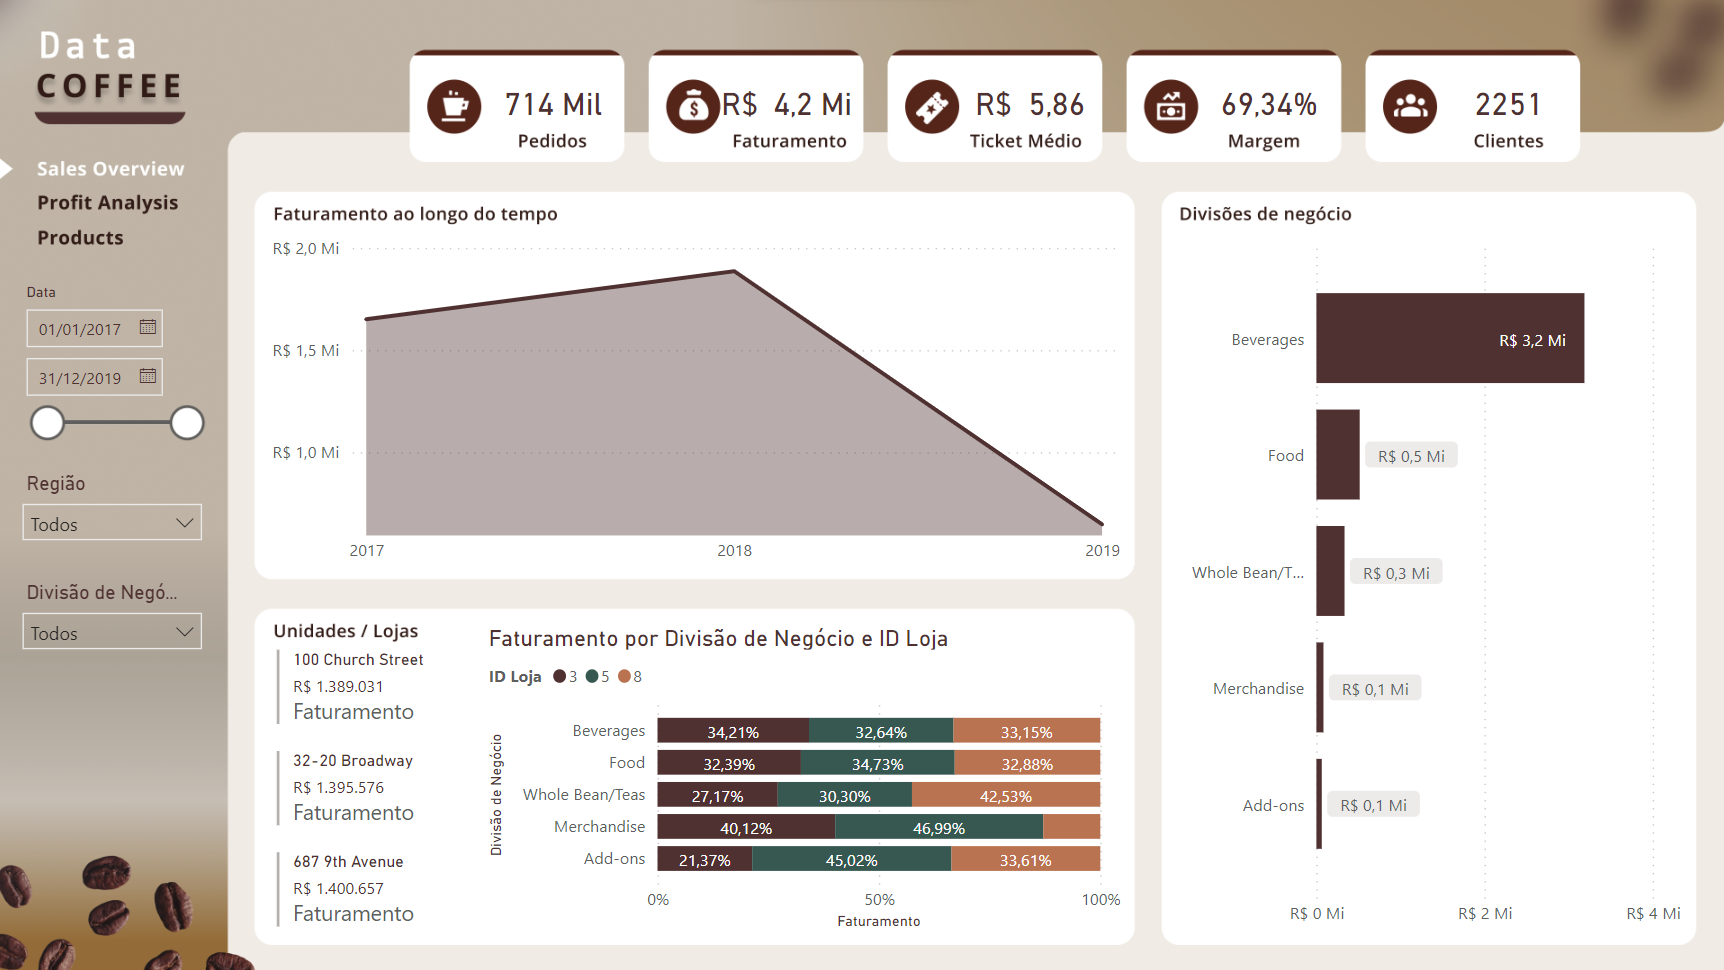 Data
COFFEE
Sales Overview
Profit Analysis
Products
Data
01/01/2017
31/12/2019
Região
Todos
Divisão de Negó...
Todos
714 Mil
Pedidos
R$ 4,2 Mi
Faturamento
R$ 5,86
Ticket Médio
69,34%
Margem
2251
Clientes
Faturamento ao longo do tempo
R$ 2,0 Mi
R$ 1,5 Mi
R$ 1,0 Mi
2017 2018 2019
Unidades / Lojas
100 Church Street
R$ 1.389.031
Faturamento
32-20 Broadway
R$ 1.395.576
Faturamento
687 9th Avenue
R$ 1.400.657
Faturamento
Faturamento por Divisão de Negócio e ID Loja
ID Loja 3 5 8
Divisão de Negócio
Beverages 34,21% 32,64% 33,15%
Food 32,39% 34,73% 32,88%
Whole Bean/Teas 27,17% 30,30% 42,53%
Merchandise 40,12% 46,99%
Add-ons 21,37% 45,02% 33,61%
0% 50% 100%
Faturamento
Divisões de negócio
Beverages R$ 3,2 Mi
Food R$ 0,5 Mi
Whole Bean/T... R$ 0,3 Mi
Merchandise R$ 0,1 Mi
Add-ons R$ 0,1 Mi
R$ 0 Mi R$ 2 Mi R$ 4 Mi